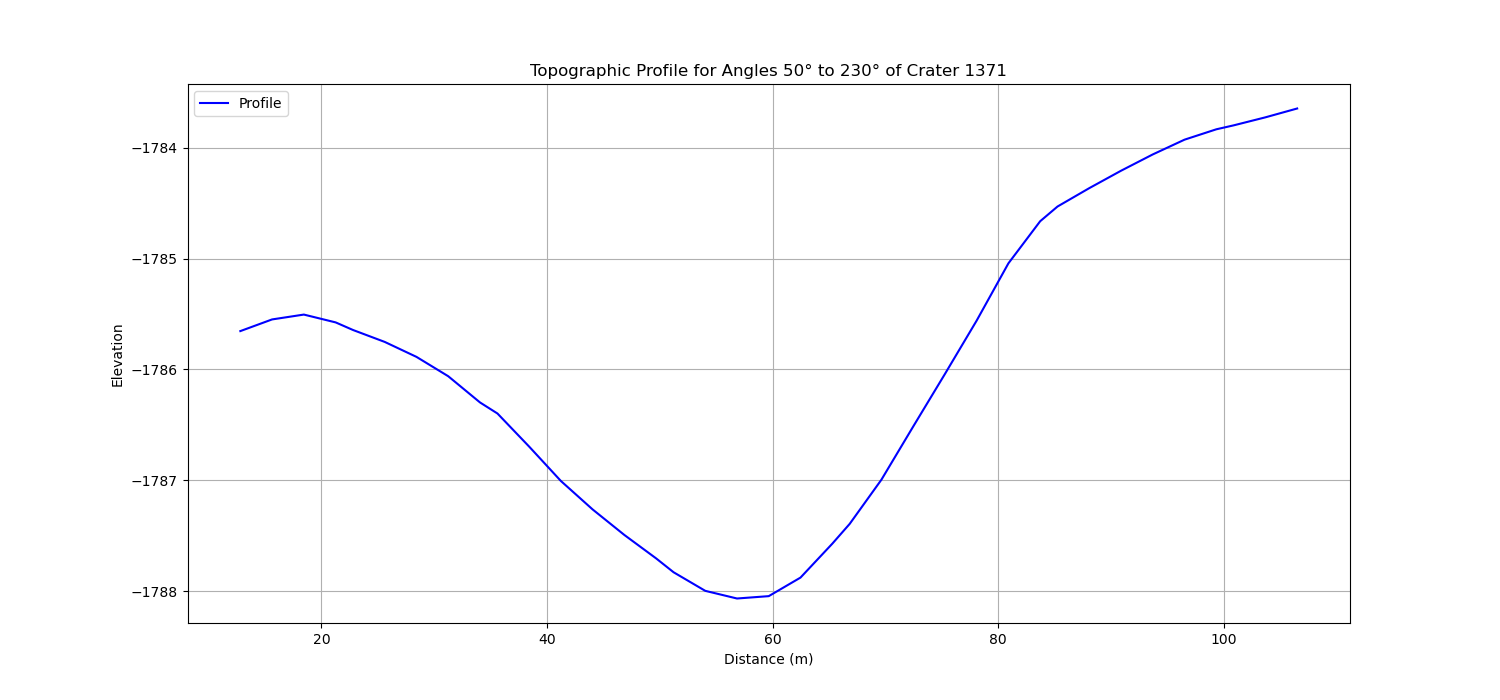 Topographic Profile for Angles 50° to 230° of Crater 1371
Profile
−1784
−1785
−1786
−1787
−1788
Elevation
20 40 60 80 100
Distance (m)